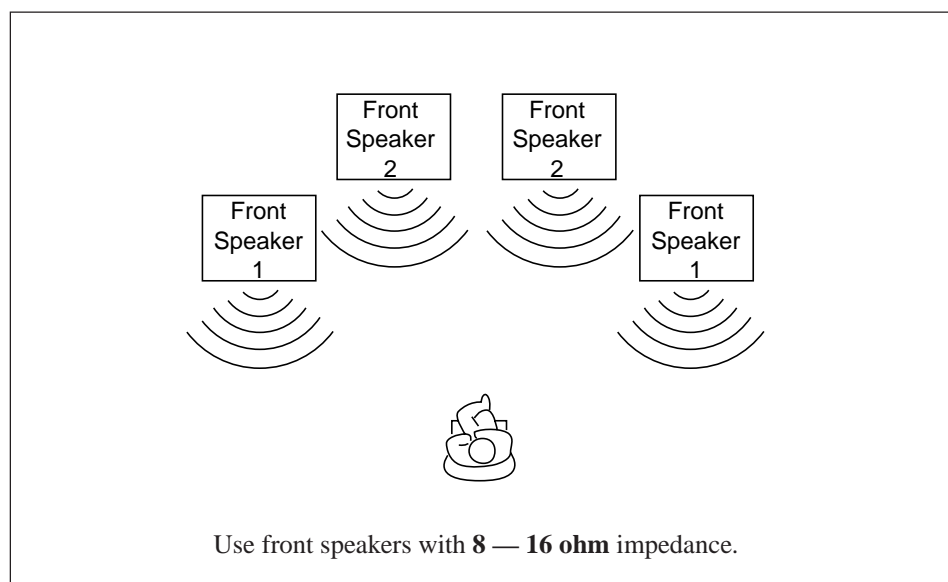 Front
Speaker
2
Front
Speaker
2
Front
Speaker
1
Front
Speaker
1
Use front speakers with 8 — 16 ohm impedance.